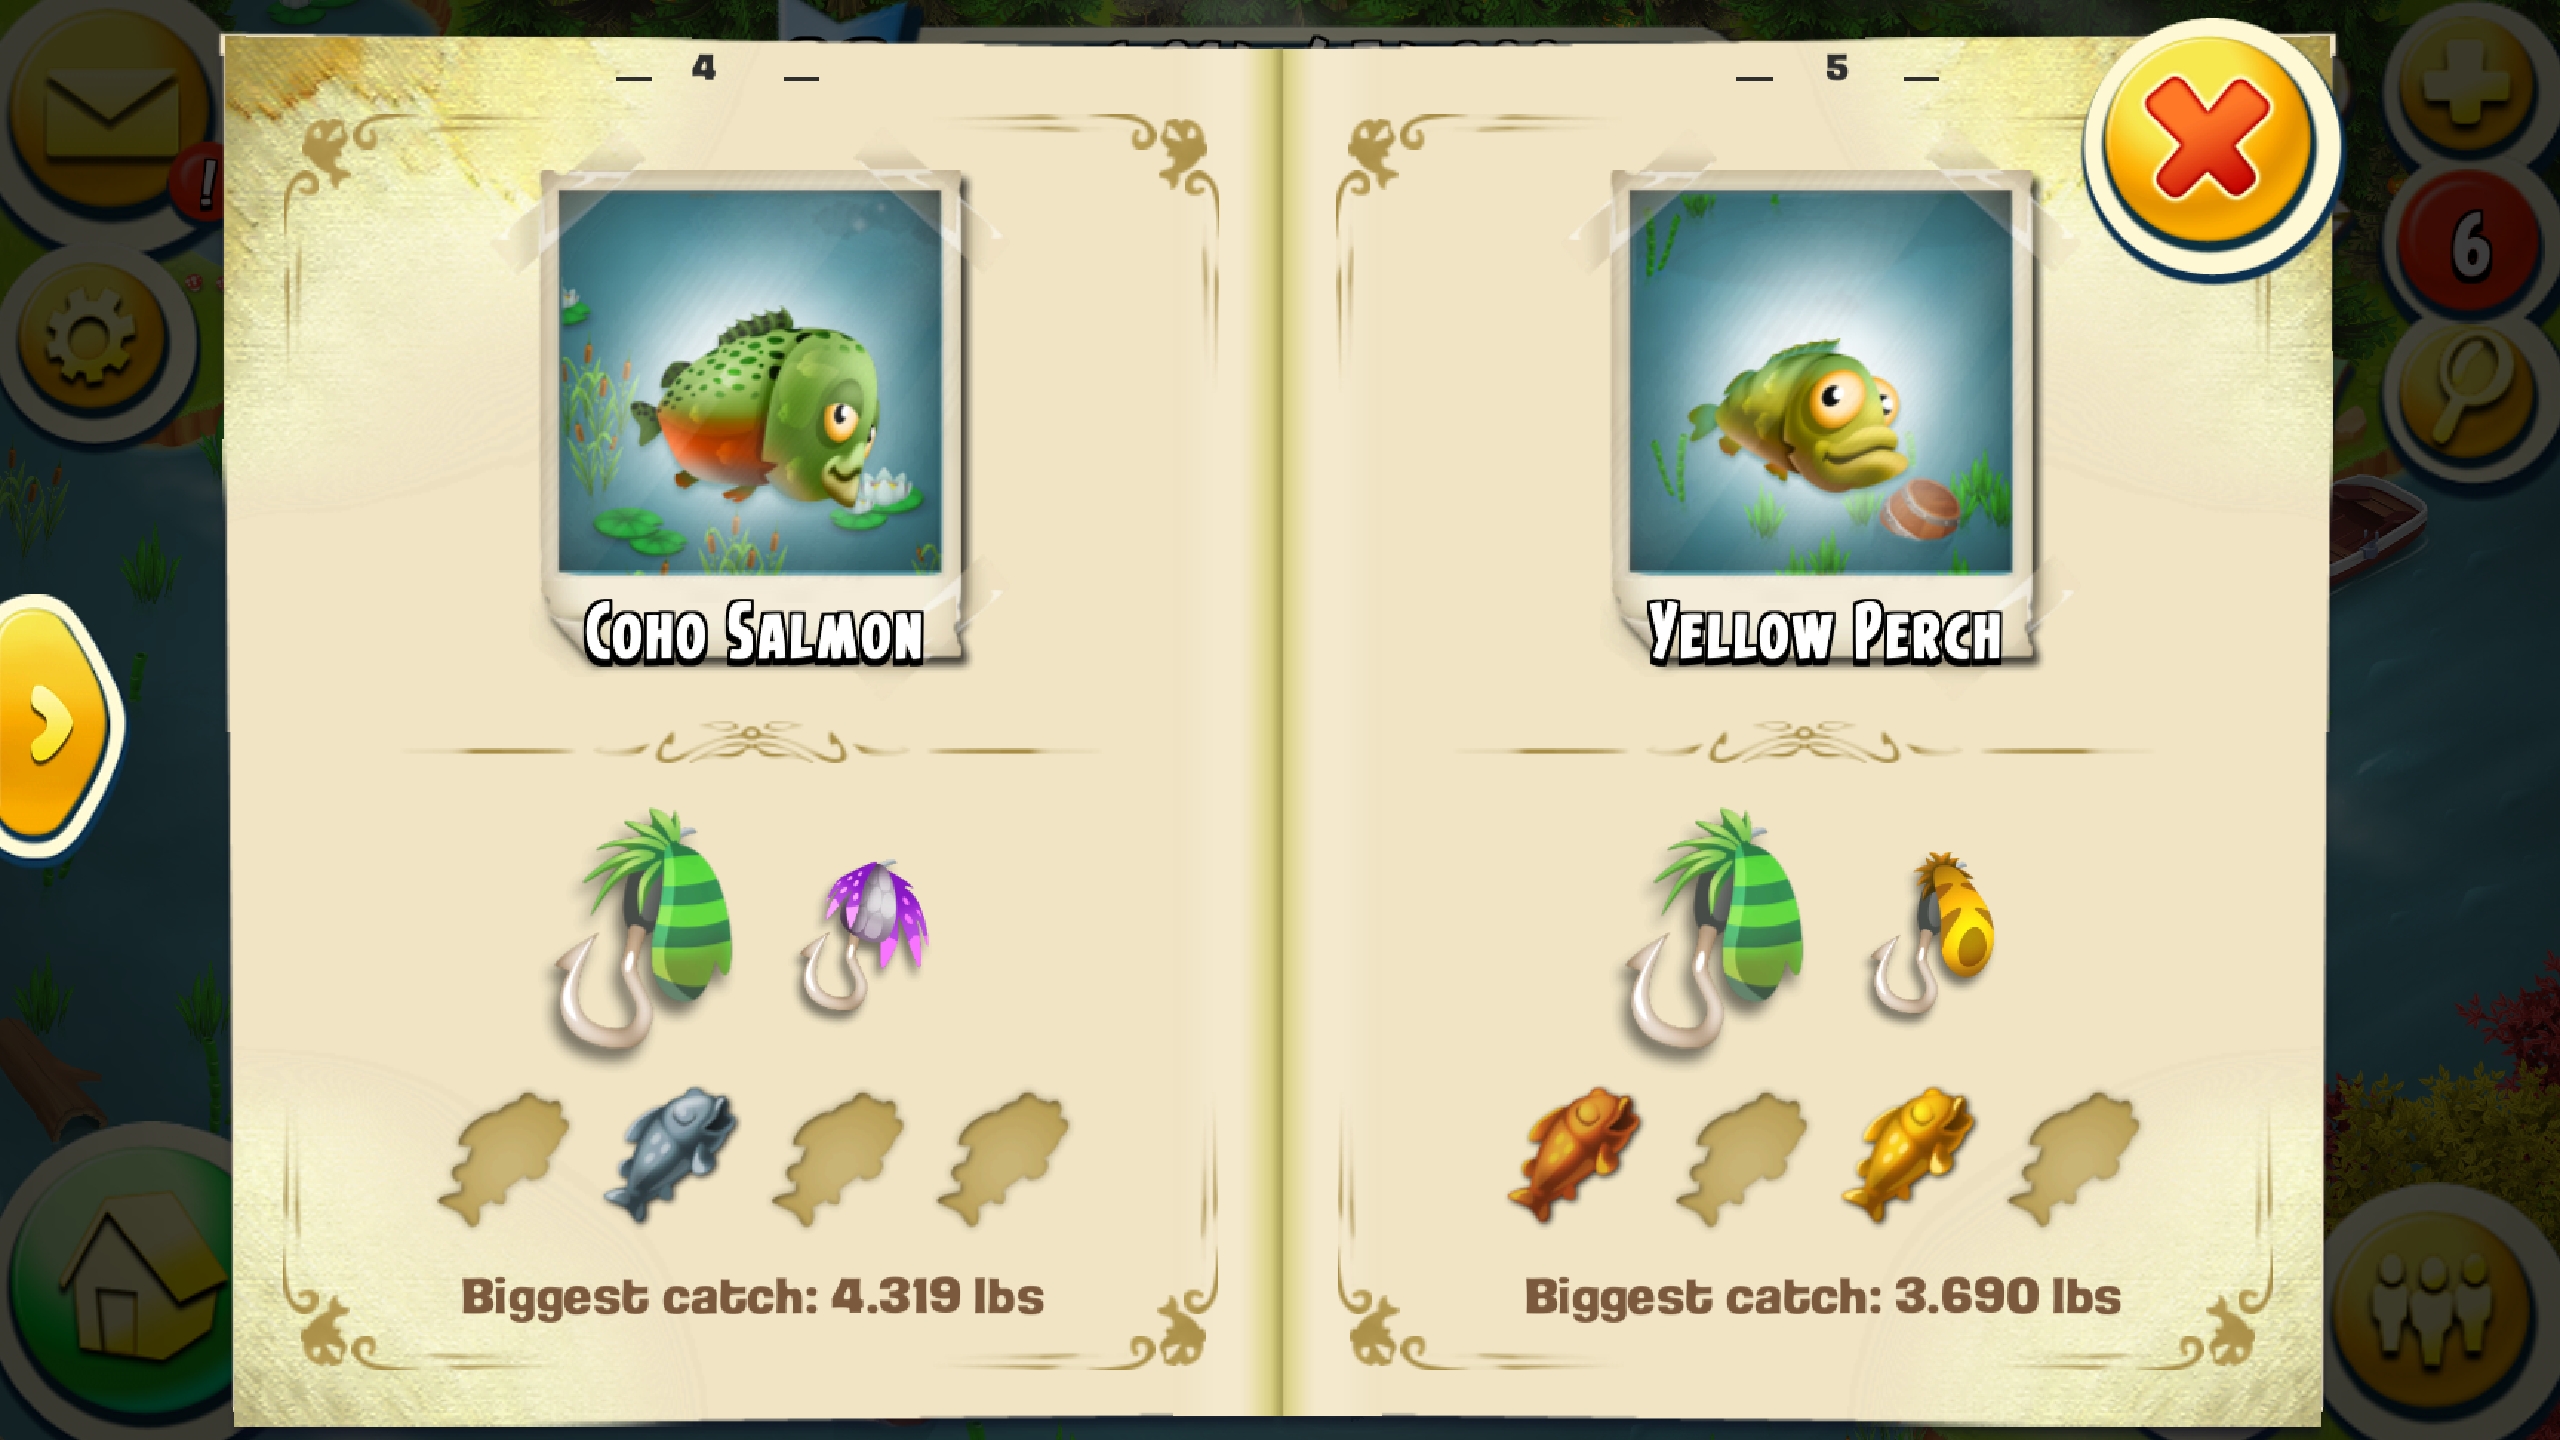 4
5
!
6
Coho Salmon
Yellow Perch
Biggest catch: 4.319 lbs
Biggest catch: 3.690 lbs